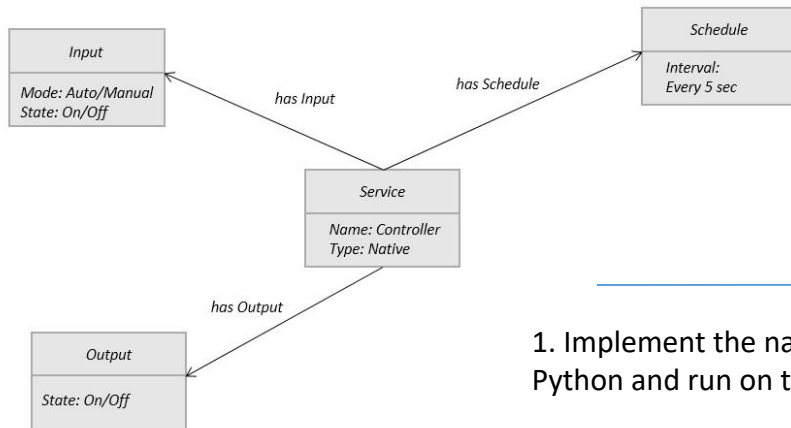 Schedule
Interval:
Every 5 sec
Input
Mode: Auto/Manual
State: On/Off
has Input
has Schedule
Service
Name: Controller
Type: Native
has Output
Output
State: On/Off
1. Implement the
Python and run on